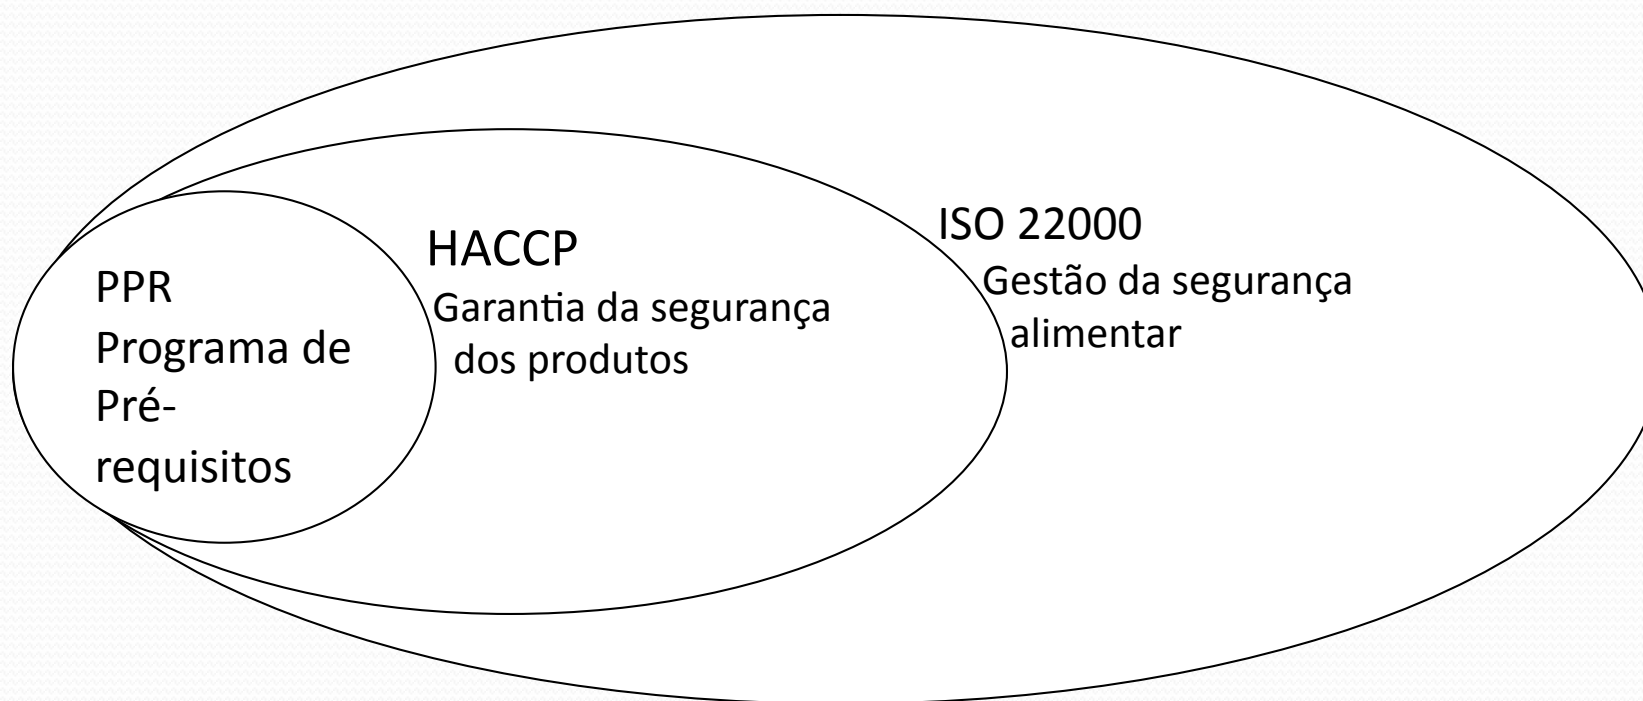 PPR
Programa de
Pré-
requisitos
HACCP
Garantia da segurança
dos produtos
ISO 22000
Gestão da segurança
alimentar